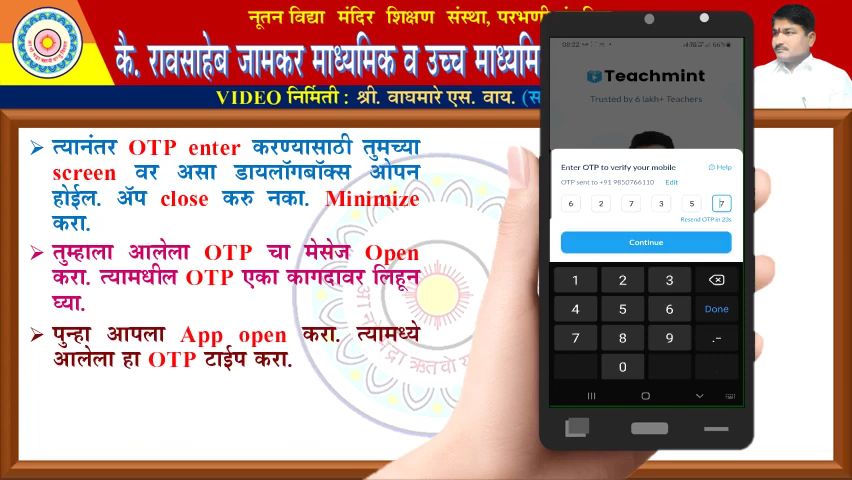 नूतन विद्या मंदिर शिक्षण संस्था, परभणी
कै. रावसाहेब जामकर माध्यमिक व उच्च
VIDEO निर्मिती : श्री. वाघमारे एस. वाय.
त्यानंतर OTP enter करण्यासाठी तुमच्या
screen वर असा डायलॉगबॉक्स ओपन
होईल. ॲप close करु नका. Minimize
करा.
तुम्हाला आलेला OTP चा मेसेज Open
करा. त्यामधील OTP एका कागदावर लिहून
घ्या.
पुन्हा आपला App open करा. त्यामध्ये
आलेला हा OTP टाईप करा.
08:22
66%
Teachmint
Trusted by 6 lakh+ Teachers
Enter OTP to verify your mobile
Help
OTP sent to +91 9850766110 Edit
6 2 7 3 5 7
Resend OTP in 23s
Continue
1 2 3
4 5 6 Done
7 8 9 .-
0